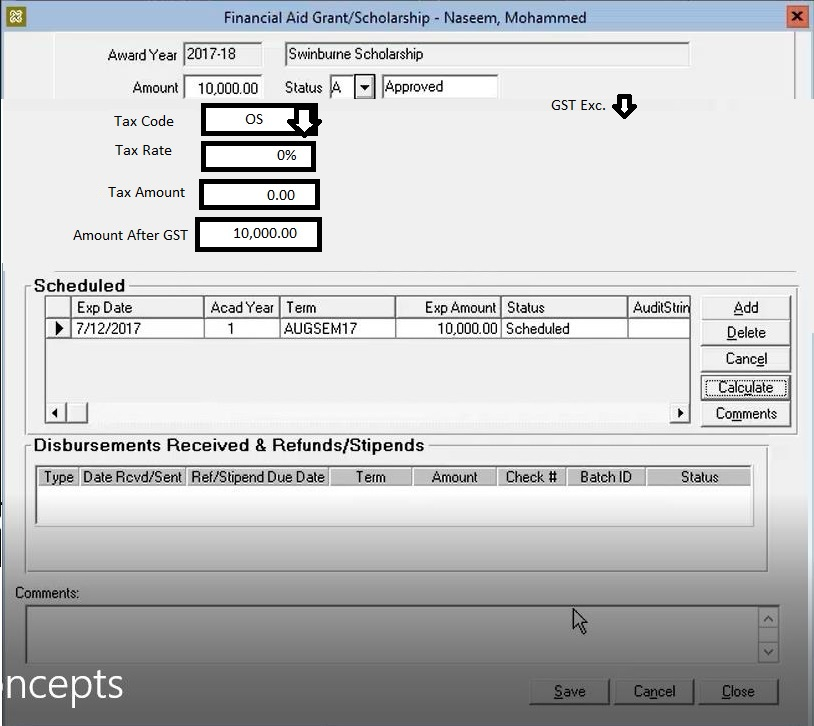 Financial Aid Grant/Scholarship - Naseem, Mohammed
Award Year 2017-18 Swinburne Scholarship
Amount 10,000.00 Status A Approved
GST Exc.
Tax Code OS
Tax Rate 0%
Tax Amount 0.00
Amount After GST 10,000.00
Scheduled
Exp Date Acad Year Term Exp Amount Status AuditStrin
7/12/2017 1 AUGSEM17 10,000.00 Scheduled
Add
Delete
Cancel
Calculate
Comments
Disbursements Received & Refunds/Stipends
Type Date Rcvd/Sent Ref/Stipend Due Date Term Amount Check # Batch ID Status
Comments:
oncepts
Save Cancel Close